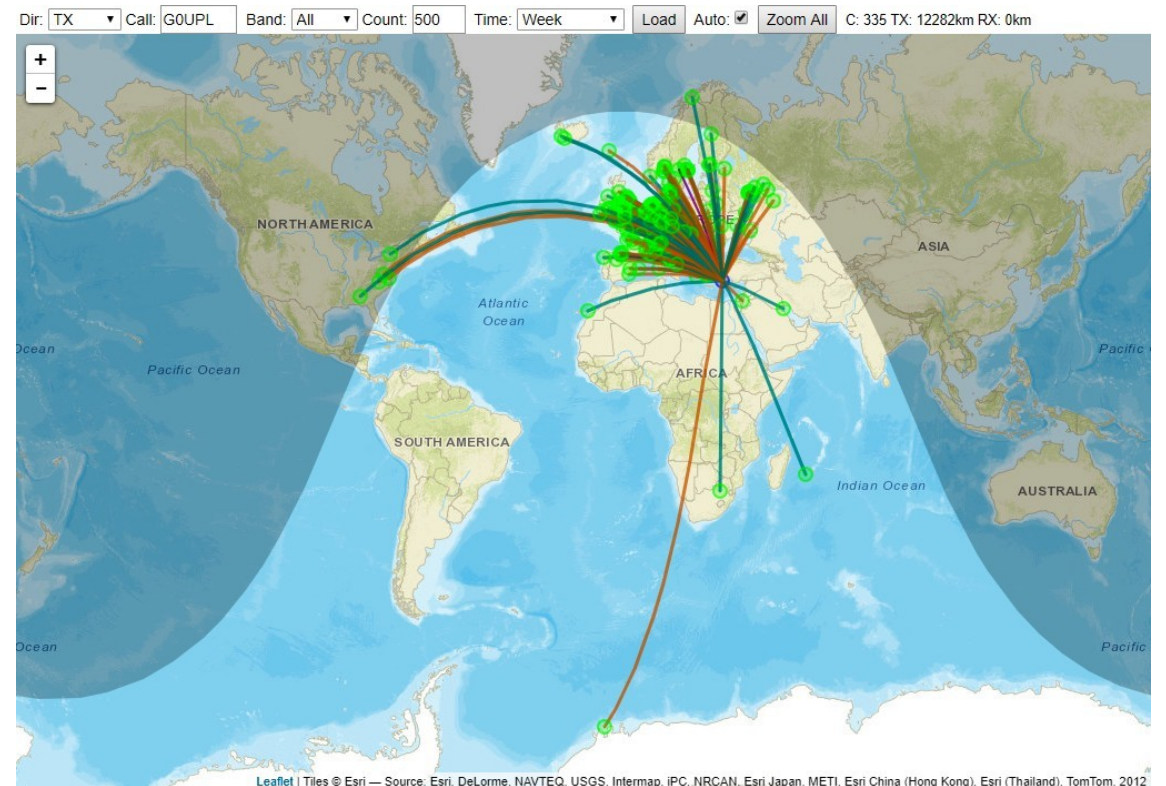 Dir: TX Call: G0UPL Band: All Count: 500 Time: Week Load Auto: Zoom All C: 335 TX: 12282km RX: 0km
+
−
NORTH AMERICA
ASIA
Atlantic
Ocean
Ocean
Pacific
Pacific Ocean
AFRICA
SOUTH AMERICA
Indian Ocean
AUSTRALIA
Ocean
Pacific
Leaflet | Tiles © Esri — Source: Esri, DeLorme, NAVTEQ, USGS, Intermap, iPC, NRCAN, Esri Japan, METI, Esri China (Hong Kong), Esri (Thailand), TomTom, 2012